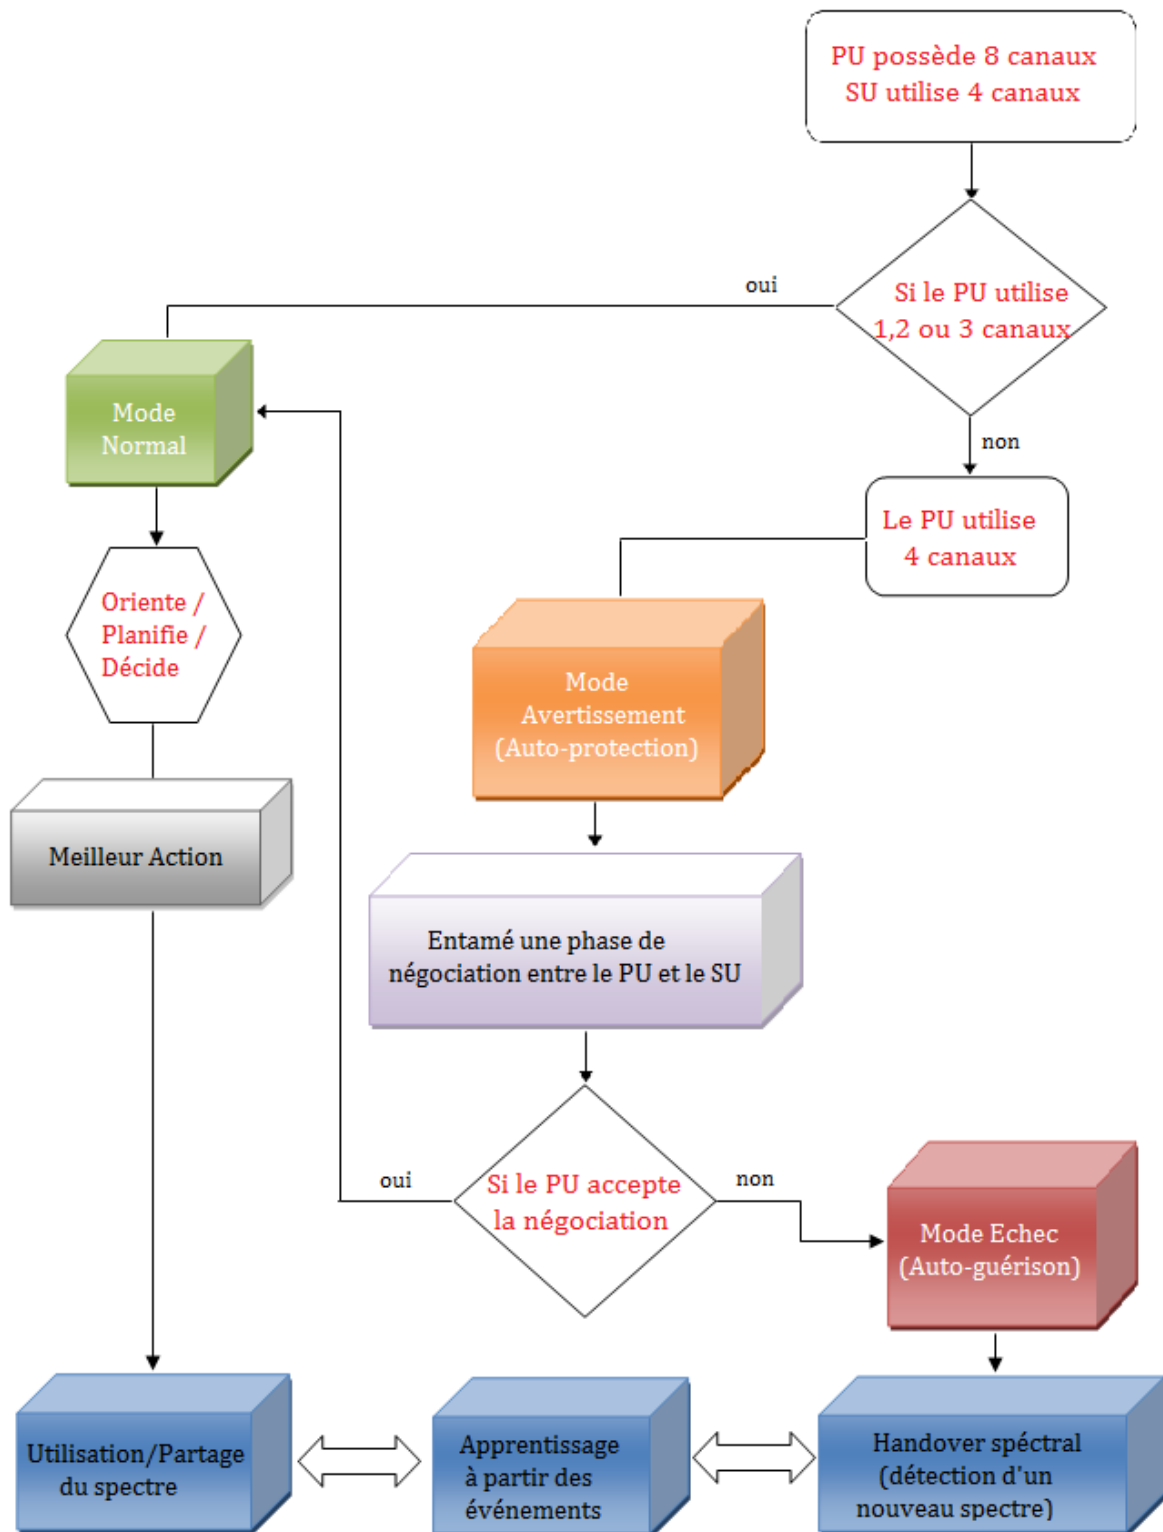 PU possède 8 canaux
SU utilise 4 canaux
Si le PU utilise
1,2 ou 3 canaux
oui
non
Mode
Normal
Le PU utilise
4 canaux
Oriente /
Planifie /
Décide
Mode
Avertissement
(Auto-protection)
Meilleur Action
Entamé une phase de
négociation entre le PU et le SU
Si le PU accepte
la négociation
oui
non
Mode Echec
(Auto-guérison)
Utilisation/Partage
du spectre
Apprentissage
à partir des
événements
Handover spéctral
(détection d'un
nouveau spectre)